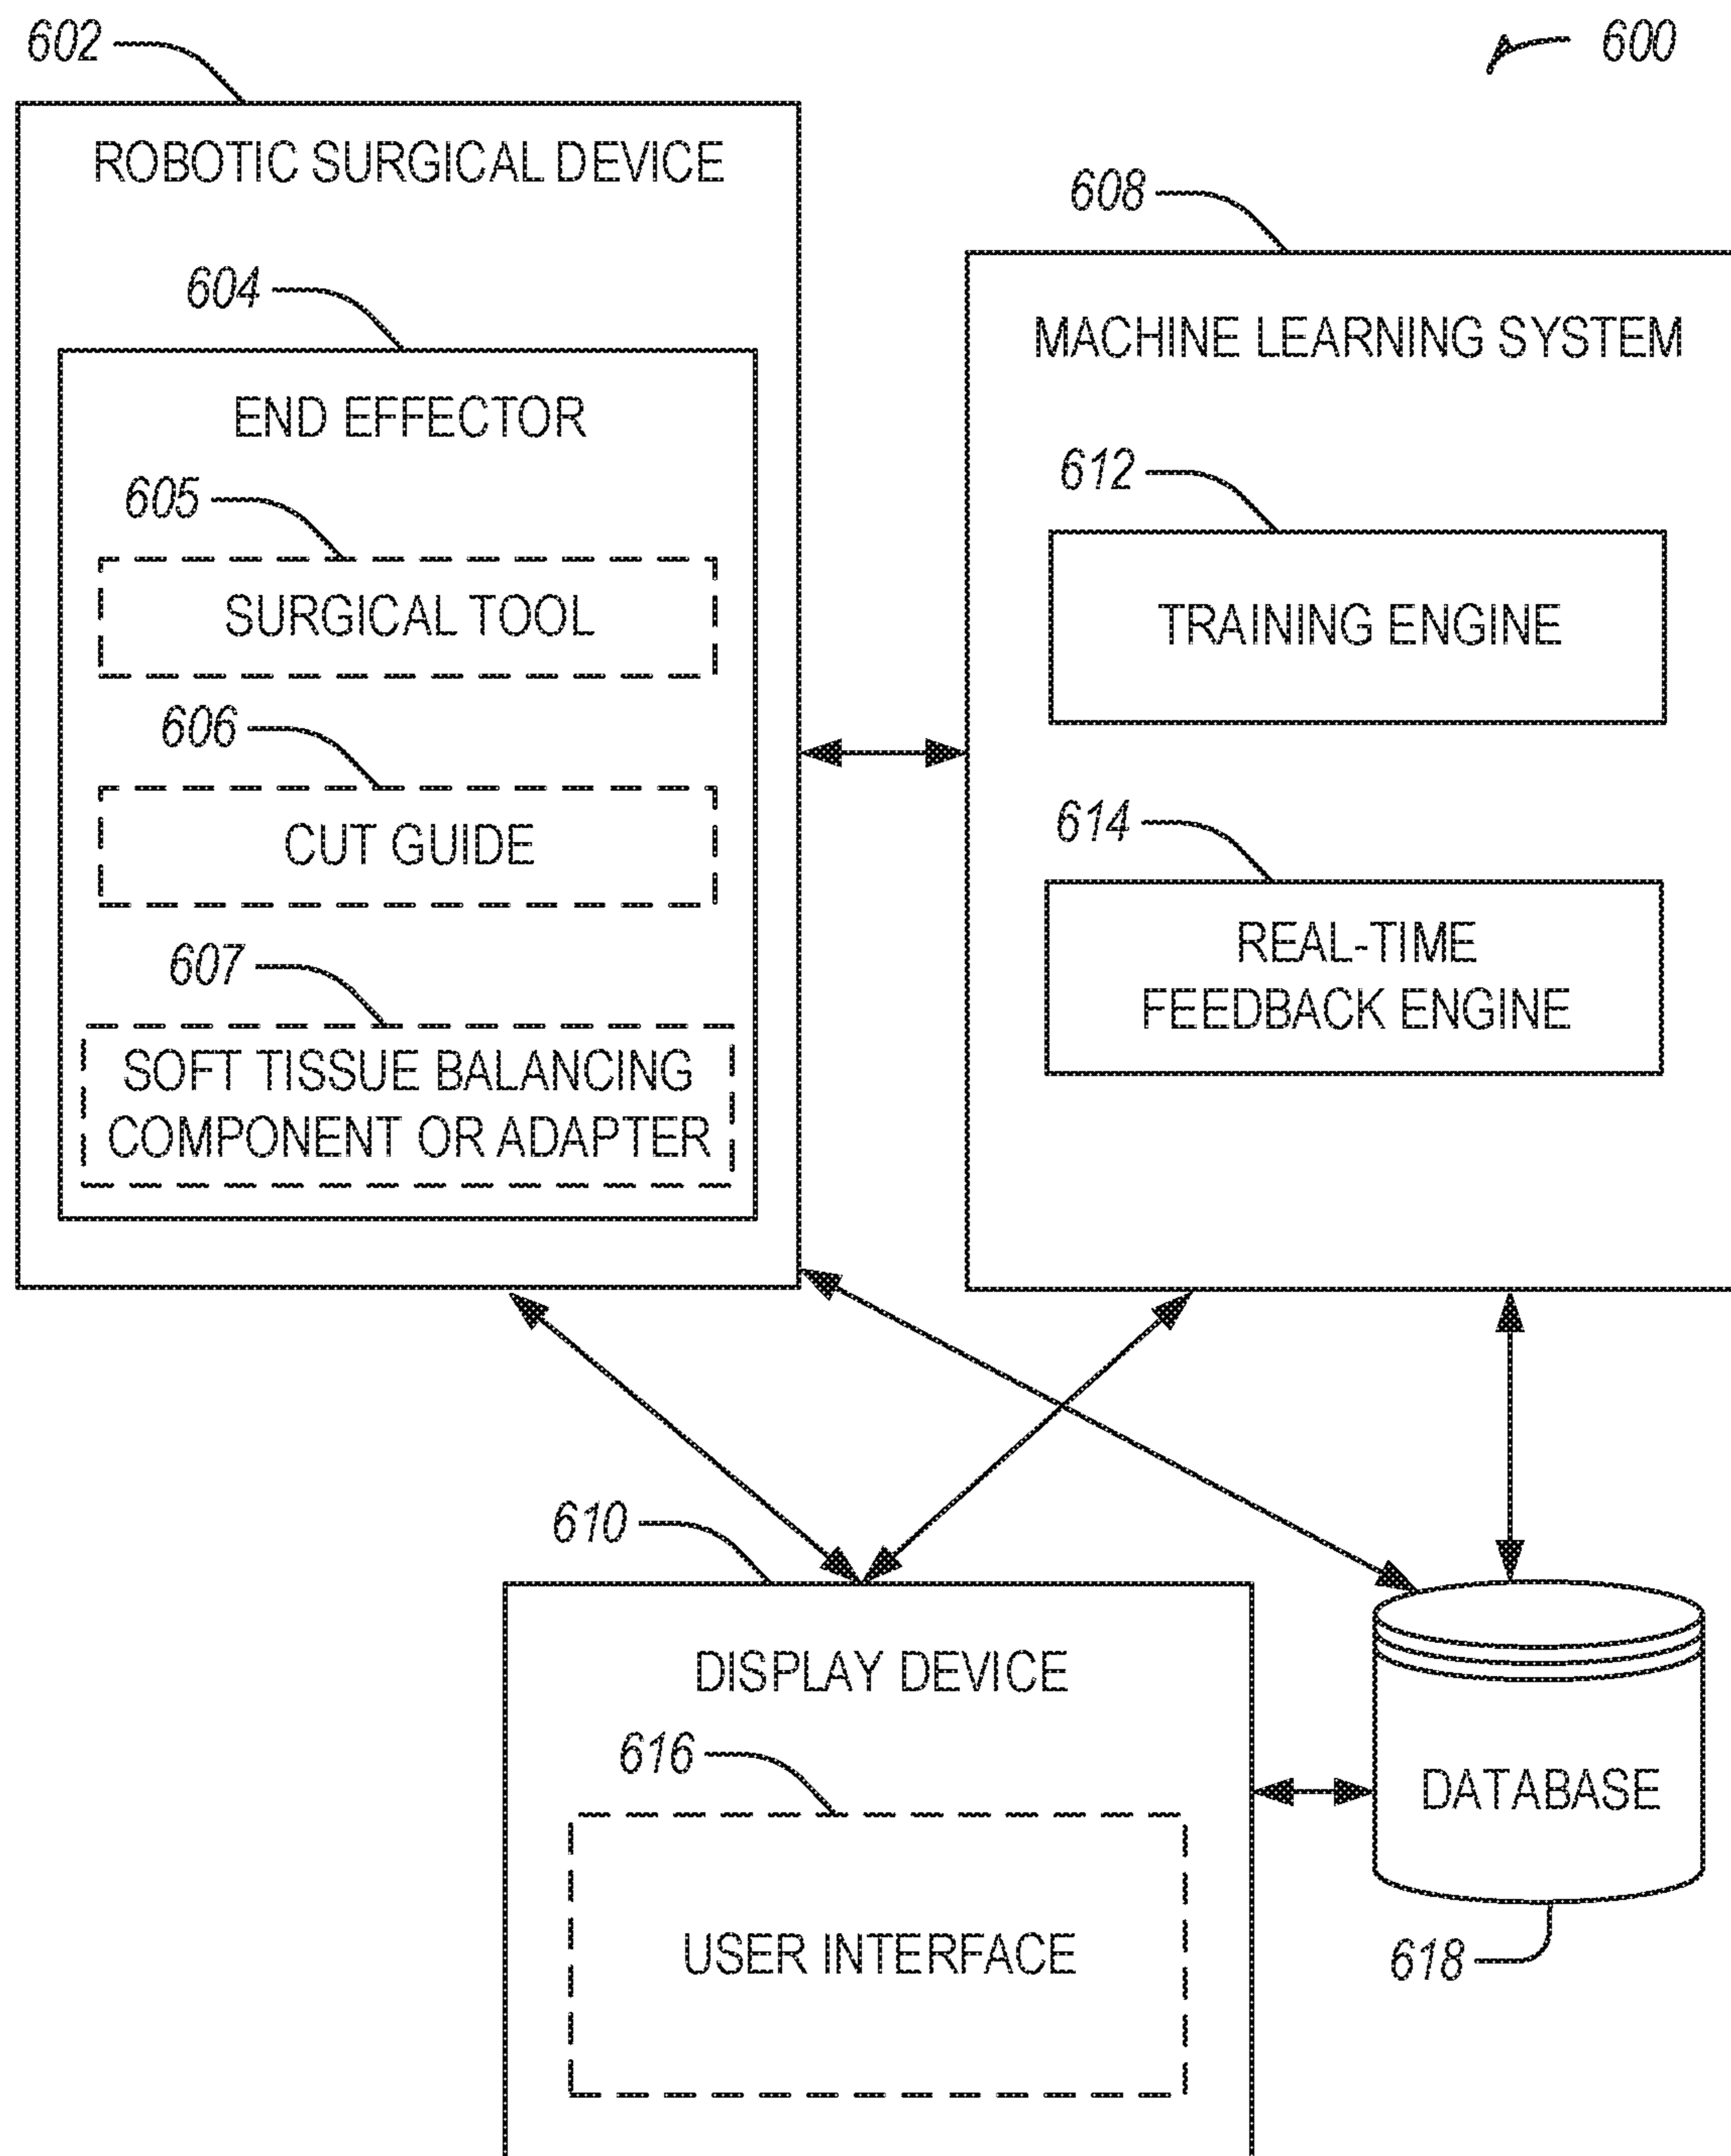 602
600
ROBOTIC SURGICAL DEVICE
608
604
MACHINE LEARNING SYSTEM
END EFFECTOR
612
605
SURGICAL TOOL
TRAINING ENGINE
606
CUT GUIDE
614
REAL-TIME
FEEDBACK ENGINE
607
SOFT TISSUE BALANCING
COMPONENT OR ADAPTER
610
DISPLAY DEVICE
616
DATABASE
USER INTERFACE
618